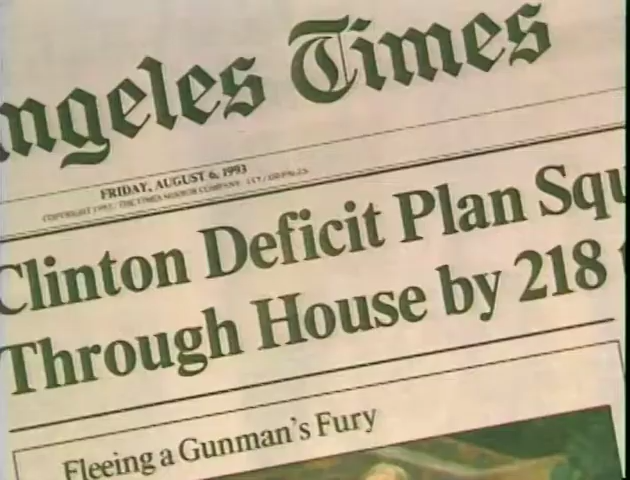 ngeles Times
FRIDAY, AUGUST 6, 1993
Clinton Deficit Plan Squ
Through House by 218 t
Fleeing a Gunman's Fury